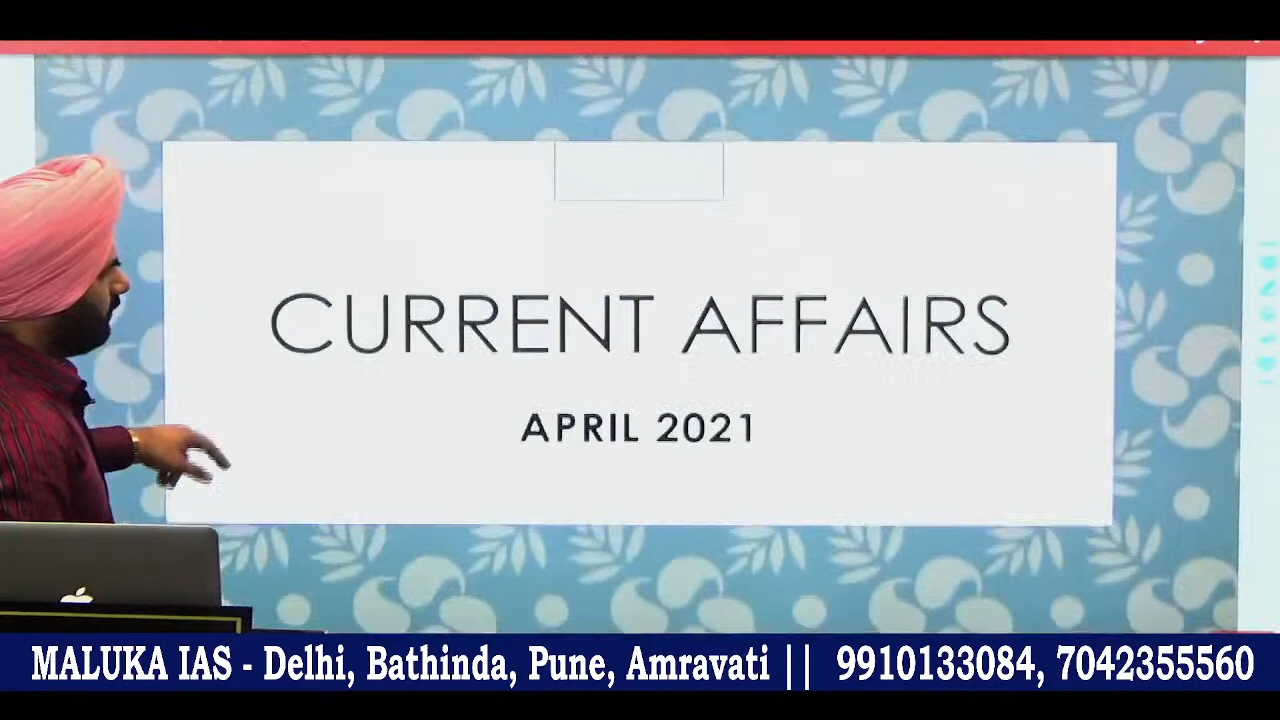 CURRENT AFFAIRS
APRIL 2021
MALUKA IAS - Delhi, Bathinda, Pune, Amravati || 9910133084, 7042355560